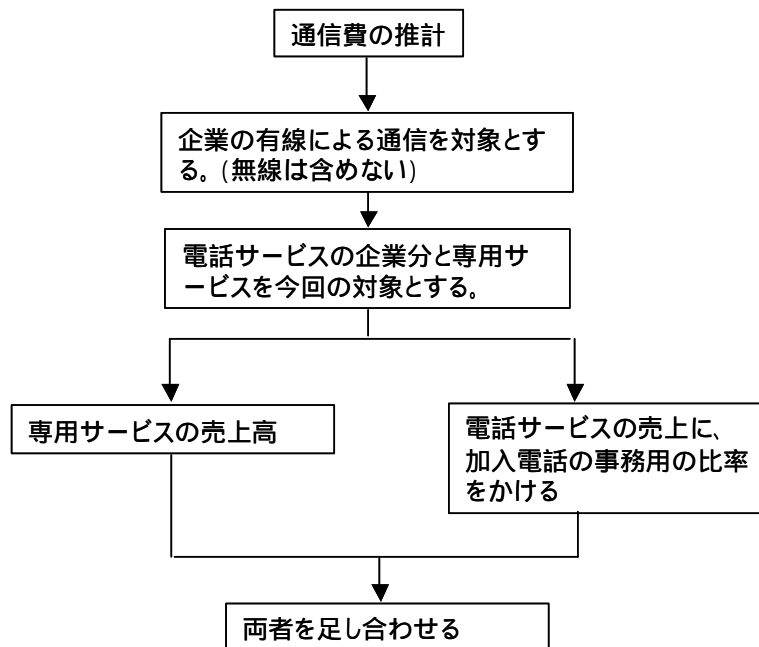 通信費の推計
企業の有線による通信を対象とす
る。(無線は含めない)
電話サービスの企業分と専用サ
ービスを今回の対象とする。
専用サービスの売上高
電話サービスの売上に、
加入電話の事務用の比率
をかける
両者を足し合わせる